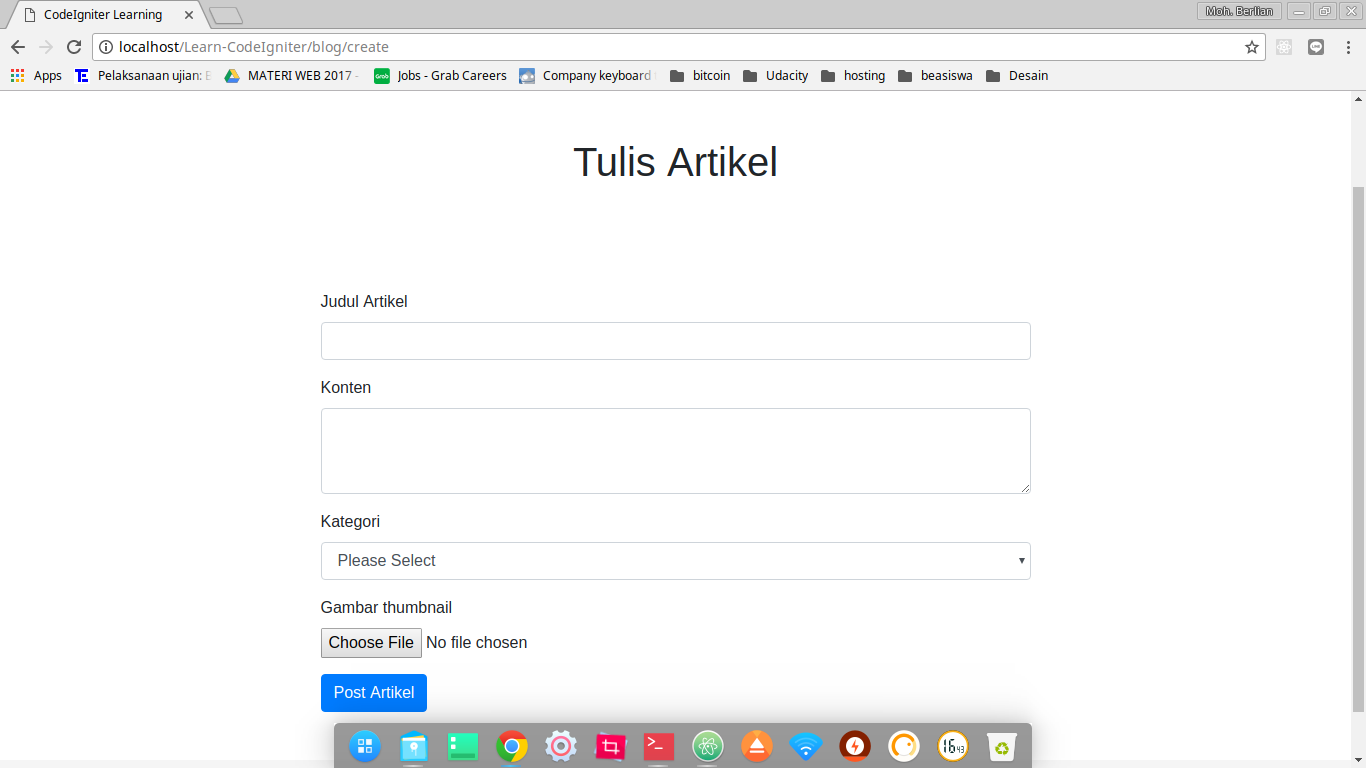 CodeIgniter Learning
Moh. Berlian
localhost/Learn-CodeIgniter/blog/create
Apps Pelaksanaan ujian: MATERI WEB 2017 - Jobs - Grab Careers Company keyboard bitcoin Udacity hosting beasiswa Desain
Tulis Artikel
Judul Artikel
Konten
Kategori
Please Select
Gambar thumbnail
Choose File No file chosen
Post Artikel
16 43